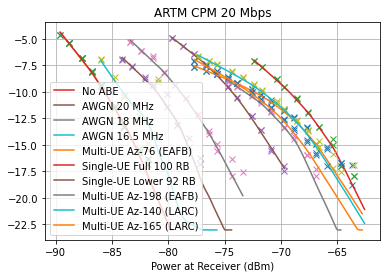 ARTM CPM 20 Mbps
−5.0
−7.5
−10.0
−12.5
−15.0
−17.5
−20.0
−22.5
No ABE
AWGN 20 MHz
AWGN 18 MHz
AWGN 16.5 MHz
Multi-UE Az-76 (EAFB)
Single-UE Full 100 RB
Single-UE Lower 92 RB
Multi-UE Az-198 (EAFB)
Multi-UE Az-140 (LARC)
Multi-UE Az-165 (LARC)
−90 −85 −80 −75 −70 −65
Power at Receiver (dBm)